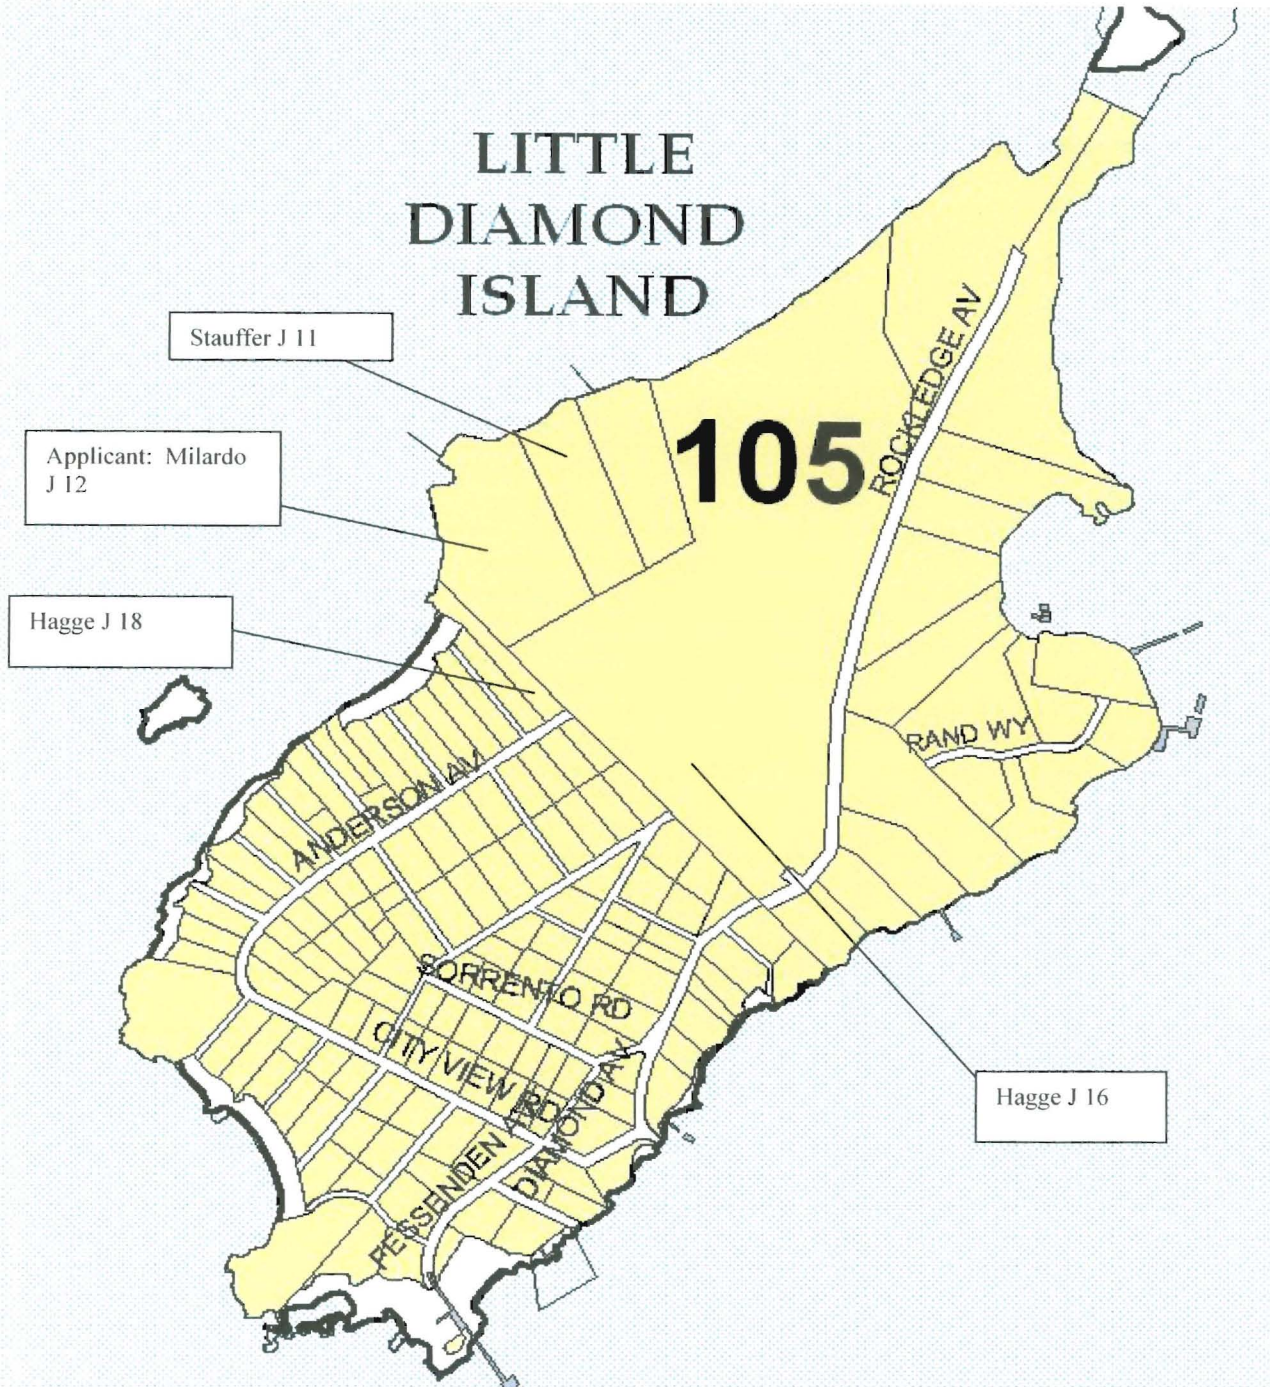 LITTLE
DIAMOND
ISLAND
Stauffer J 11
Applicant: Milardo
J 12
105
ROCKLEDGE AV
Hagge J 18
RAND WY
ANDERSON AV
SORRENTO RD
CITY VIEW RD
DIAMOND AV
FESSENDEN AV
Hagge J 16